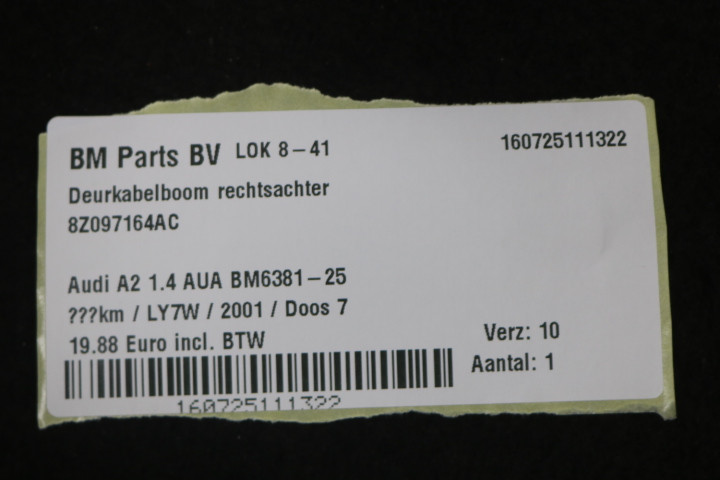 BM Parts BV LOK 8-41 160725111322
Deurkabelboom rechtsachter
8Z097164AC
Audi A2 1.4 AUA BM6381-25
???km / LY7W / 2001 / Doos 7
19.88 Euro incl. BTW Verz: 10
Aantal: 1
160725111322